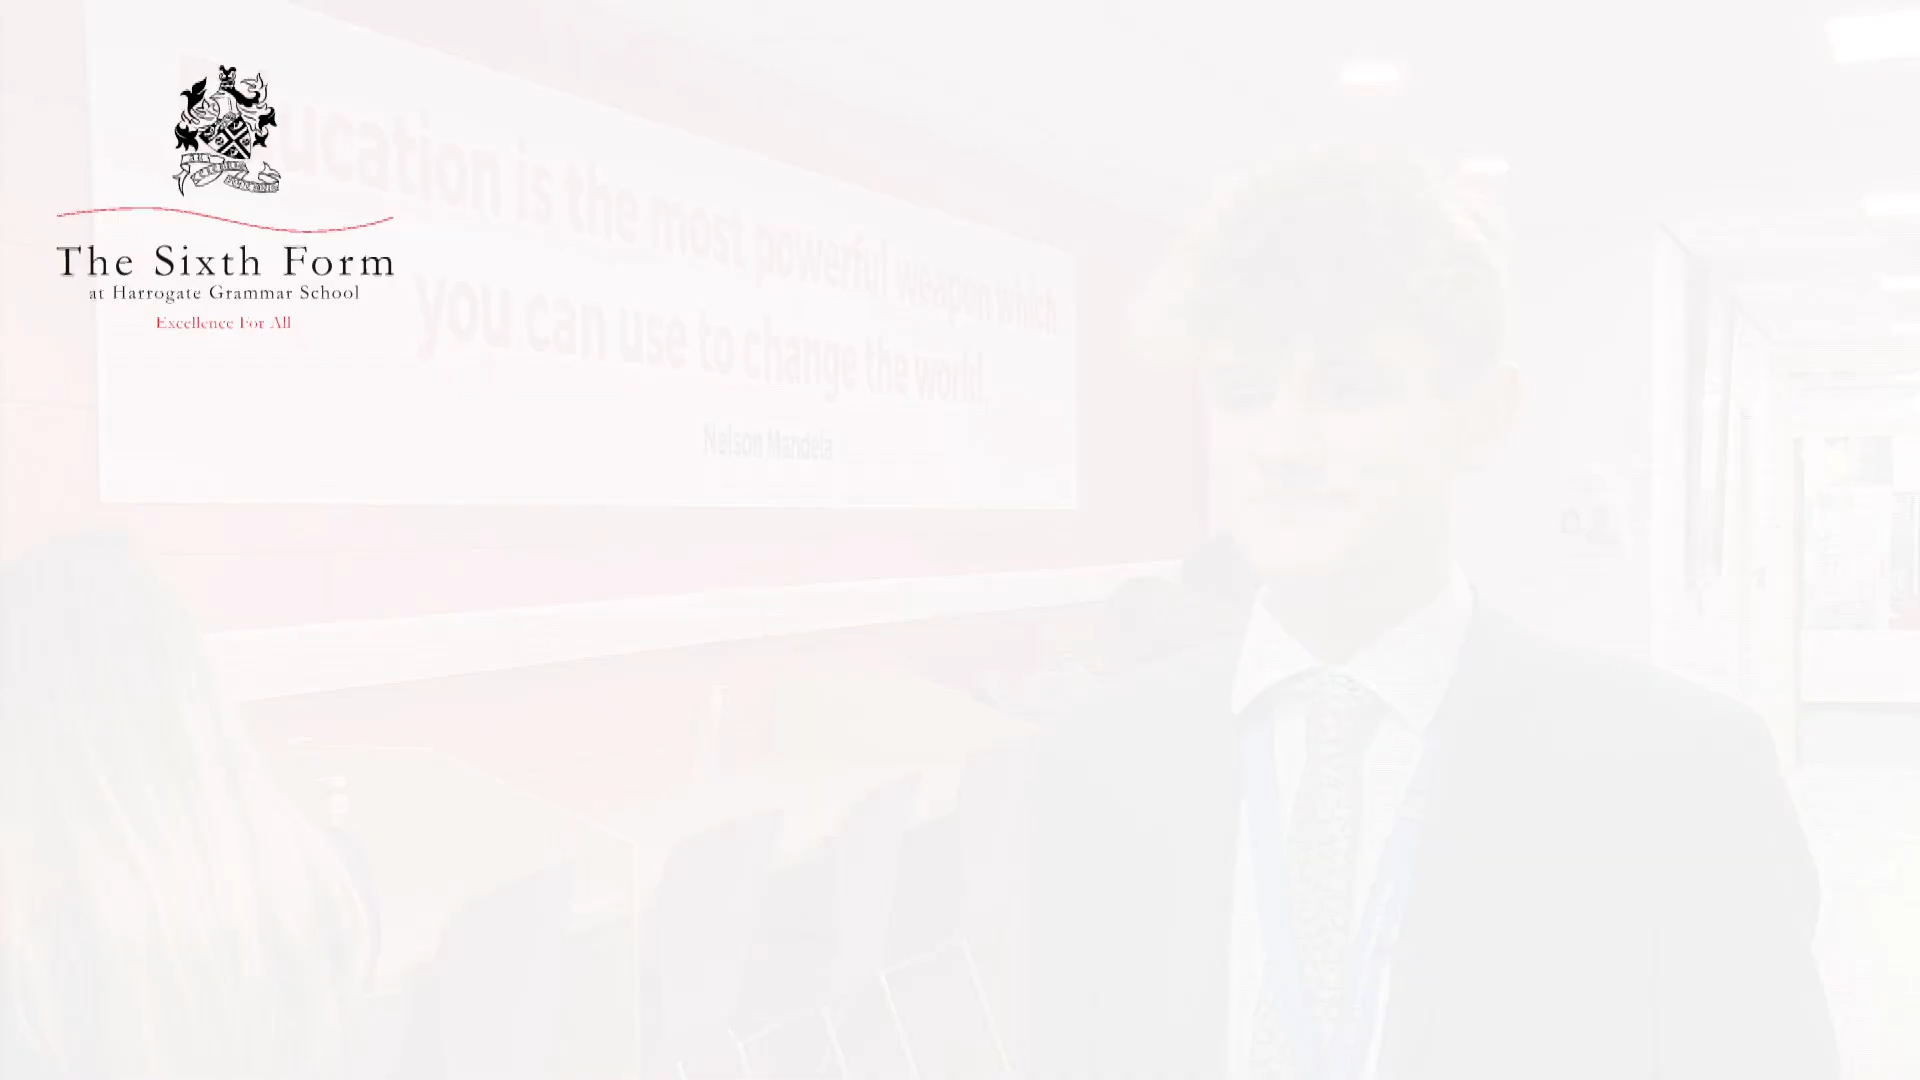 The Sixth Form
at Harrogate Grammar School
Excellence For All
ucation is the most powerful weapon which
you can use to change the world.
Nelson Mandela